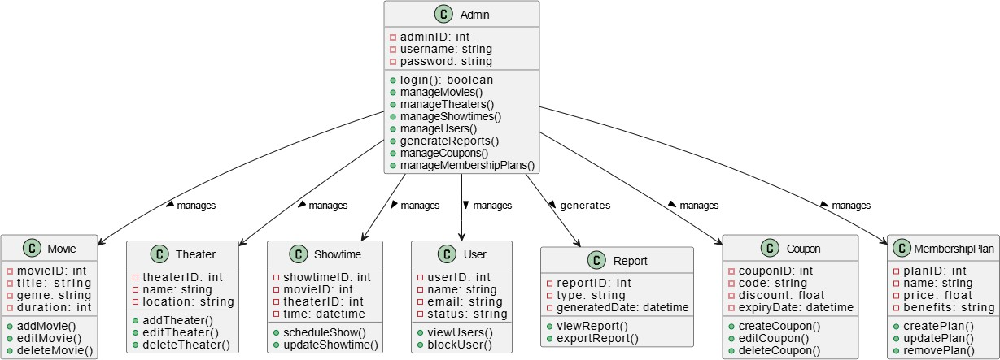 C Admin
adminID: int
username: string
password: string
login(): boolean
manageMovies()
manageTheaters()
manageShowtimes()
manageUsers()
generateReports()
manageCoupons()
manageMembershipPlans()
manages
manages
manages
manages
generates
manages
manages
C Movie
movieID: int
title: string
genre: string
duration: int
addMovie()
editMovie()
deleteMovie()
C Theater
theaterID: int
name: string
location: string
addTheater()
editTheater()
deleteTheater()
C Showtime
showtimeID: int
movieID: int
theaterID: int
time: datetime
scheduleShow()
updateShowtime()
C User
userID: int
name: string
email: string
status: string
viewUsers()
blockUser()
C Report
reportID: int
type: string
generatedDate: datetime
viewReport()
exportReport()
C Coupon
couponID: int
code: string
discount: float
expiryDate: datetime
createCoupon()
editCoupon()
deleteCoupon()
C MembershipPlan
planID: int
name: string
price: float
benefits: string
createPlan()
updatePlan()
removePlan()